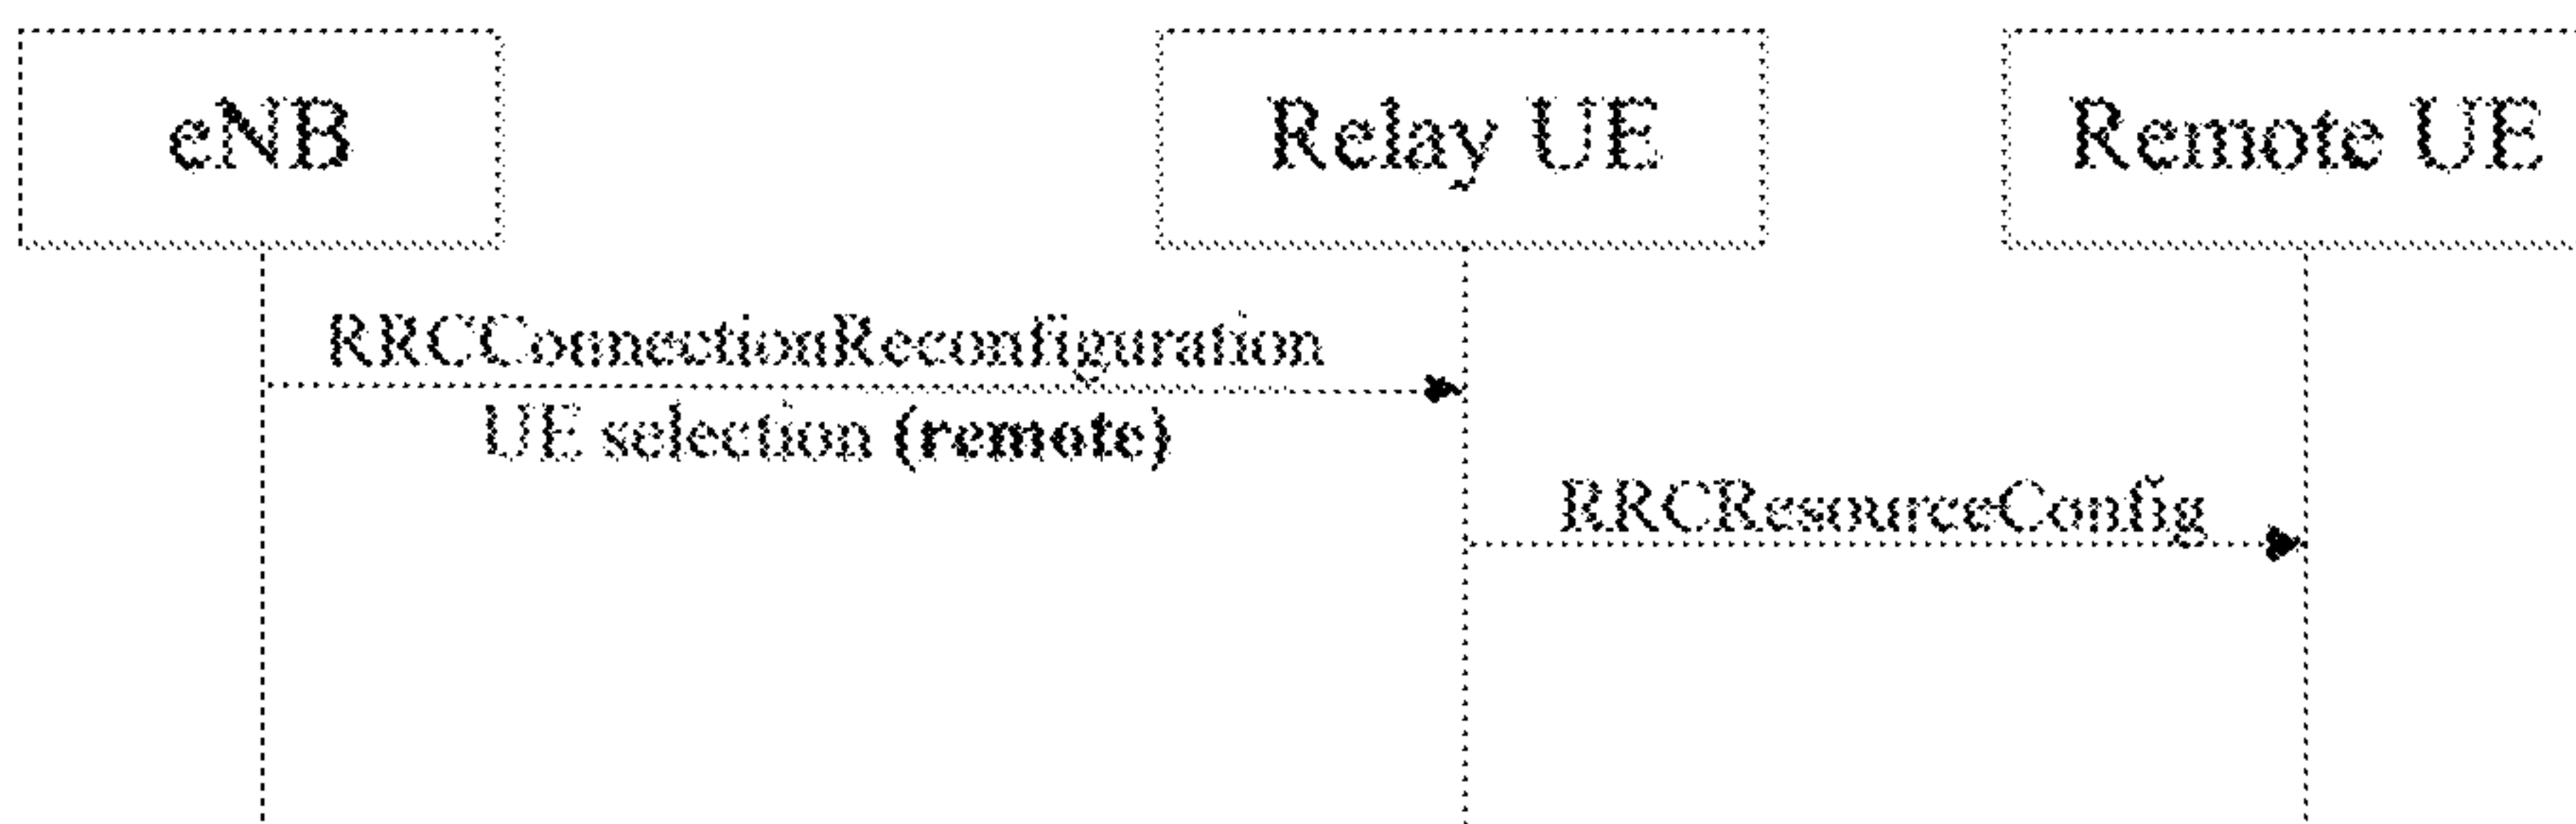 eNB
Relay UE
Remote UE
RRCConnectionReconfiguration
UE selection (remote)
RRCResourceConfig